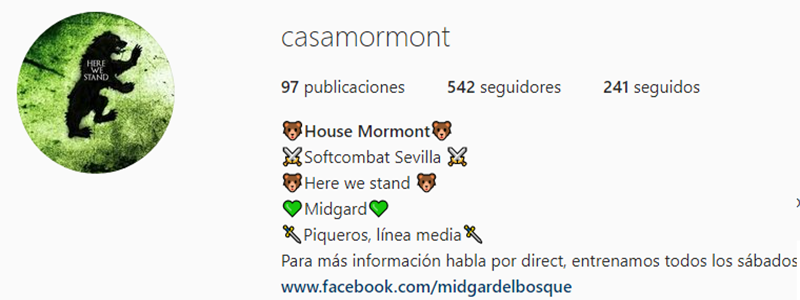 casamormont
97 publicaciones 542 seguidores 241 seguidos
HERE
WE
STAND
🐻House Mormont🐻
⚔Softcombat Sevilla ⚔
🐻Here we stand 🐻
💚Midgard💚
🗡Piqueros, línea media🗡
Para más información habla por direct, entrenamos todos los sábados
www.facebook.com/midgardelbosque